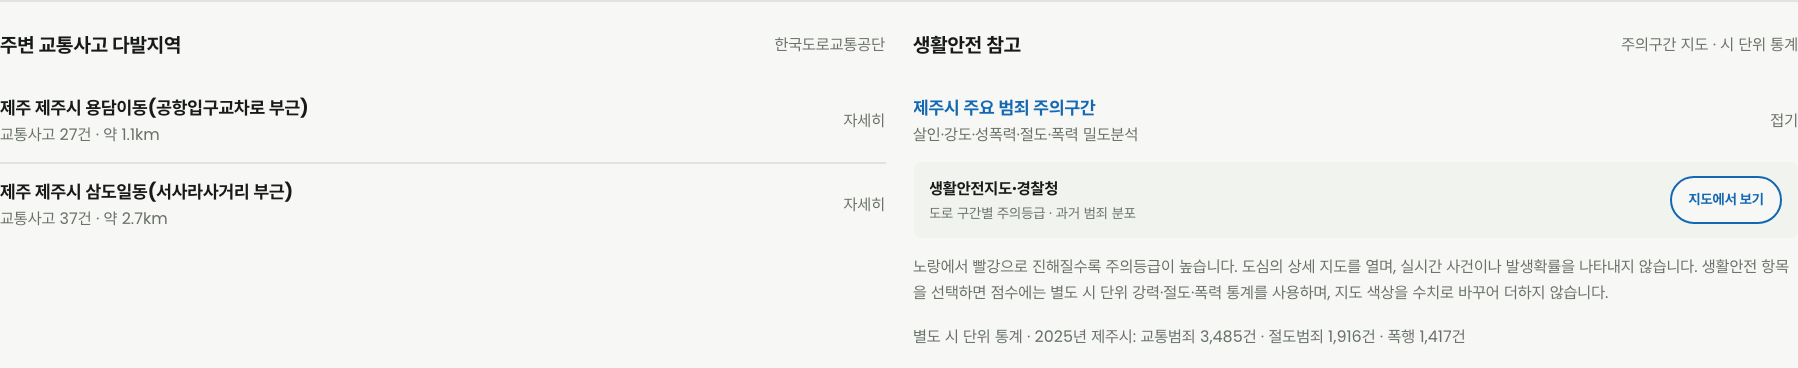 주변 교통사고 다발지역
한국도로교통공단
제주 제주시 용담이동(공항입구교차로 부근)
교통사고 27건 · 약 1.1km
자세히
제주 제주시 삼도일동(서사라사거리 부근)
교통사고 37건 · 약 2.7km
자세히
생활안전 참고
주의구간 지도 · 시 단위 통계
제주시 주요 범죄 주의구간
살인·강도·성폭력·절도·폭력 밀도분석
접기
생활안전지도·경찰청
도로 구간별 주의등급 · 과거 범죄 분포
지도에서 보기
노랑에서 빨강으로 진해질수록 주의등급이 높습니다. 도심의 상세 지도를 열며, 실시간 사건이나 발생확률을 나타내지 않습니다. 생활안전 항목
을 선택하면 점수에는 별도 시 단위 강력·절도·폭력 통계를 사용하며, 지도 색상을 수치로 바꾸어 더하지 않습니다.
별도 시 단위 통계 · 2025년 제주시: 교통범죄 3,485건 · 절도범죄 1,916건 · 폭행 1,417건